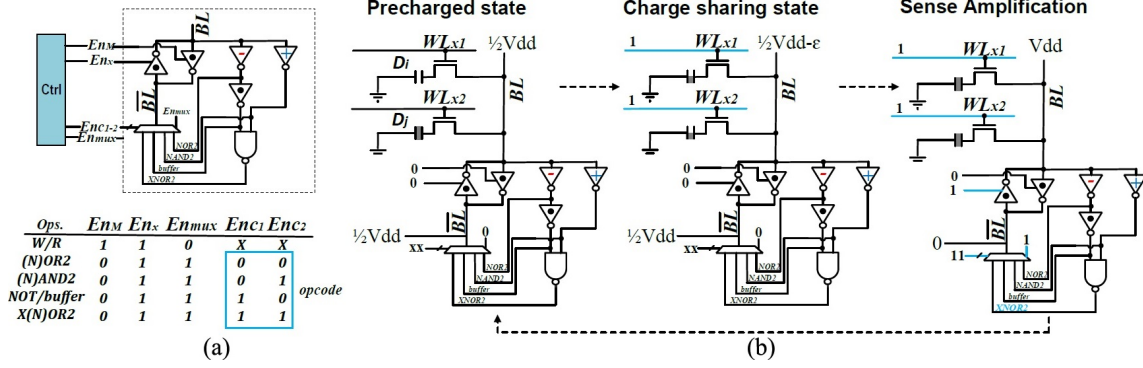 Precharged state
Charge sharing state
Sense Amplification
BL
EnM
Enx
Ctrl
BL
Enmux
Enc1-2
Enmux
NOR2
NAND2
buffer
XNOR2
Ops. EnM Enx Enmux Enc1 Enc2
W/R 1 1 0 X X
(N)OR2 0 1 1 0 0
(N)AND2 0 1 1 0 1
NOT/buffer 0 1 1 1 0
X(N)OR2 0 1 1 1 1
opcode
(a)
WLx1
½Vdd
Di
BL
WLx2
Dj
0
0
BL
½Vdd
0
xx
NOR2
NAND2
buffer
XNOR2
1
WLx1
½Vdd-ε
BL
1
WLx2
0
0
BL
½Vdd
0
xx
NOR2
NAND2
buffer
XNOR2
1
WLx1
Vdd
BL
1
WLx2
0
1
BL
0
1
11
NOR2
NAND2
buffer
XNOR2
(b)